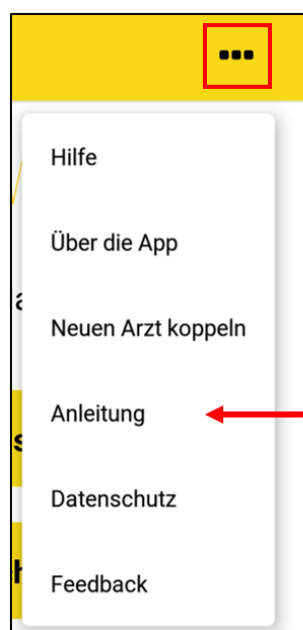 Hilfe
Über die App
Neuen Arzt koppeln
Anleitung
Datenschutz
Feedback